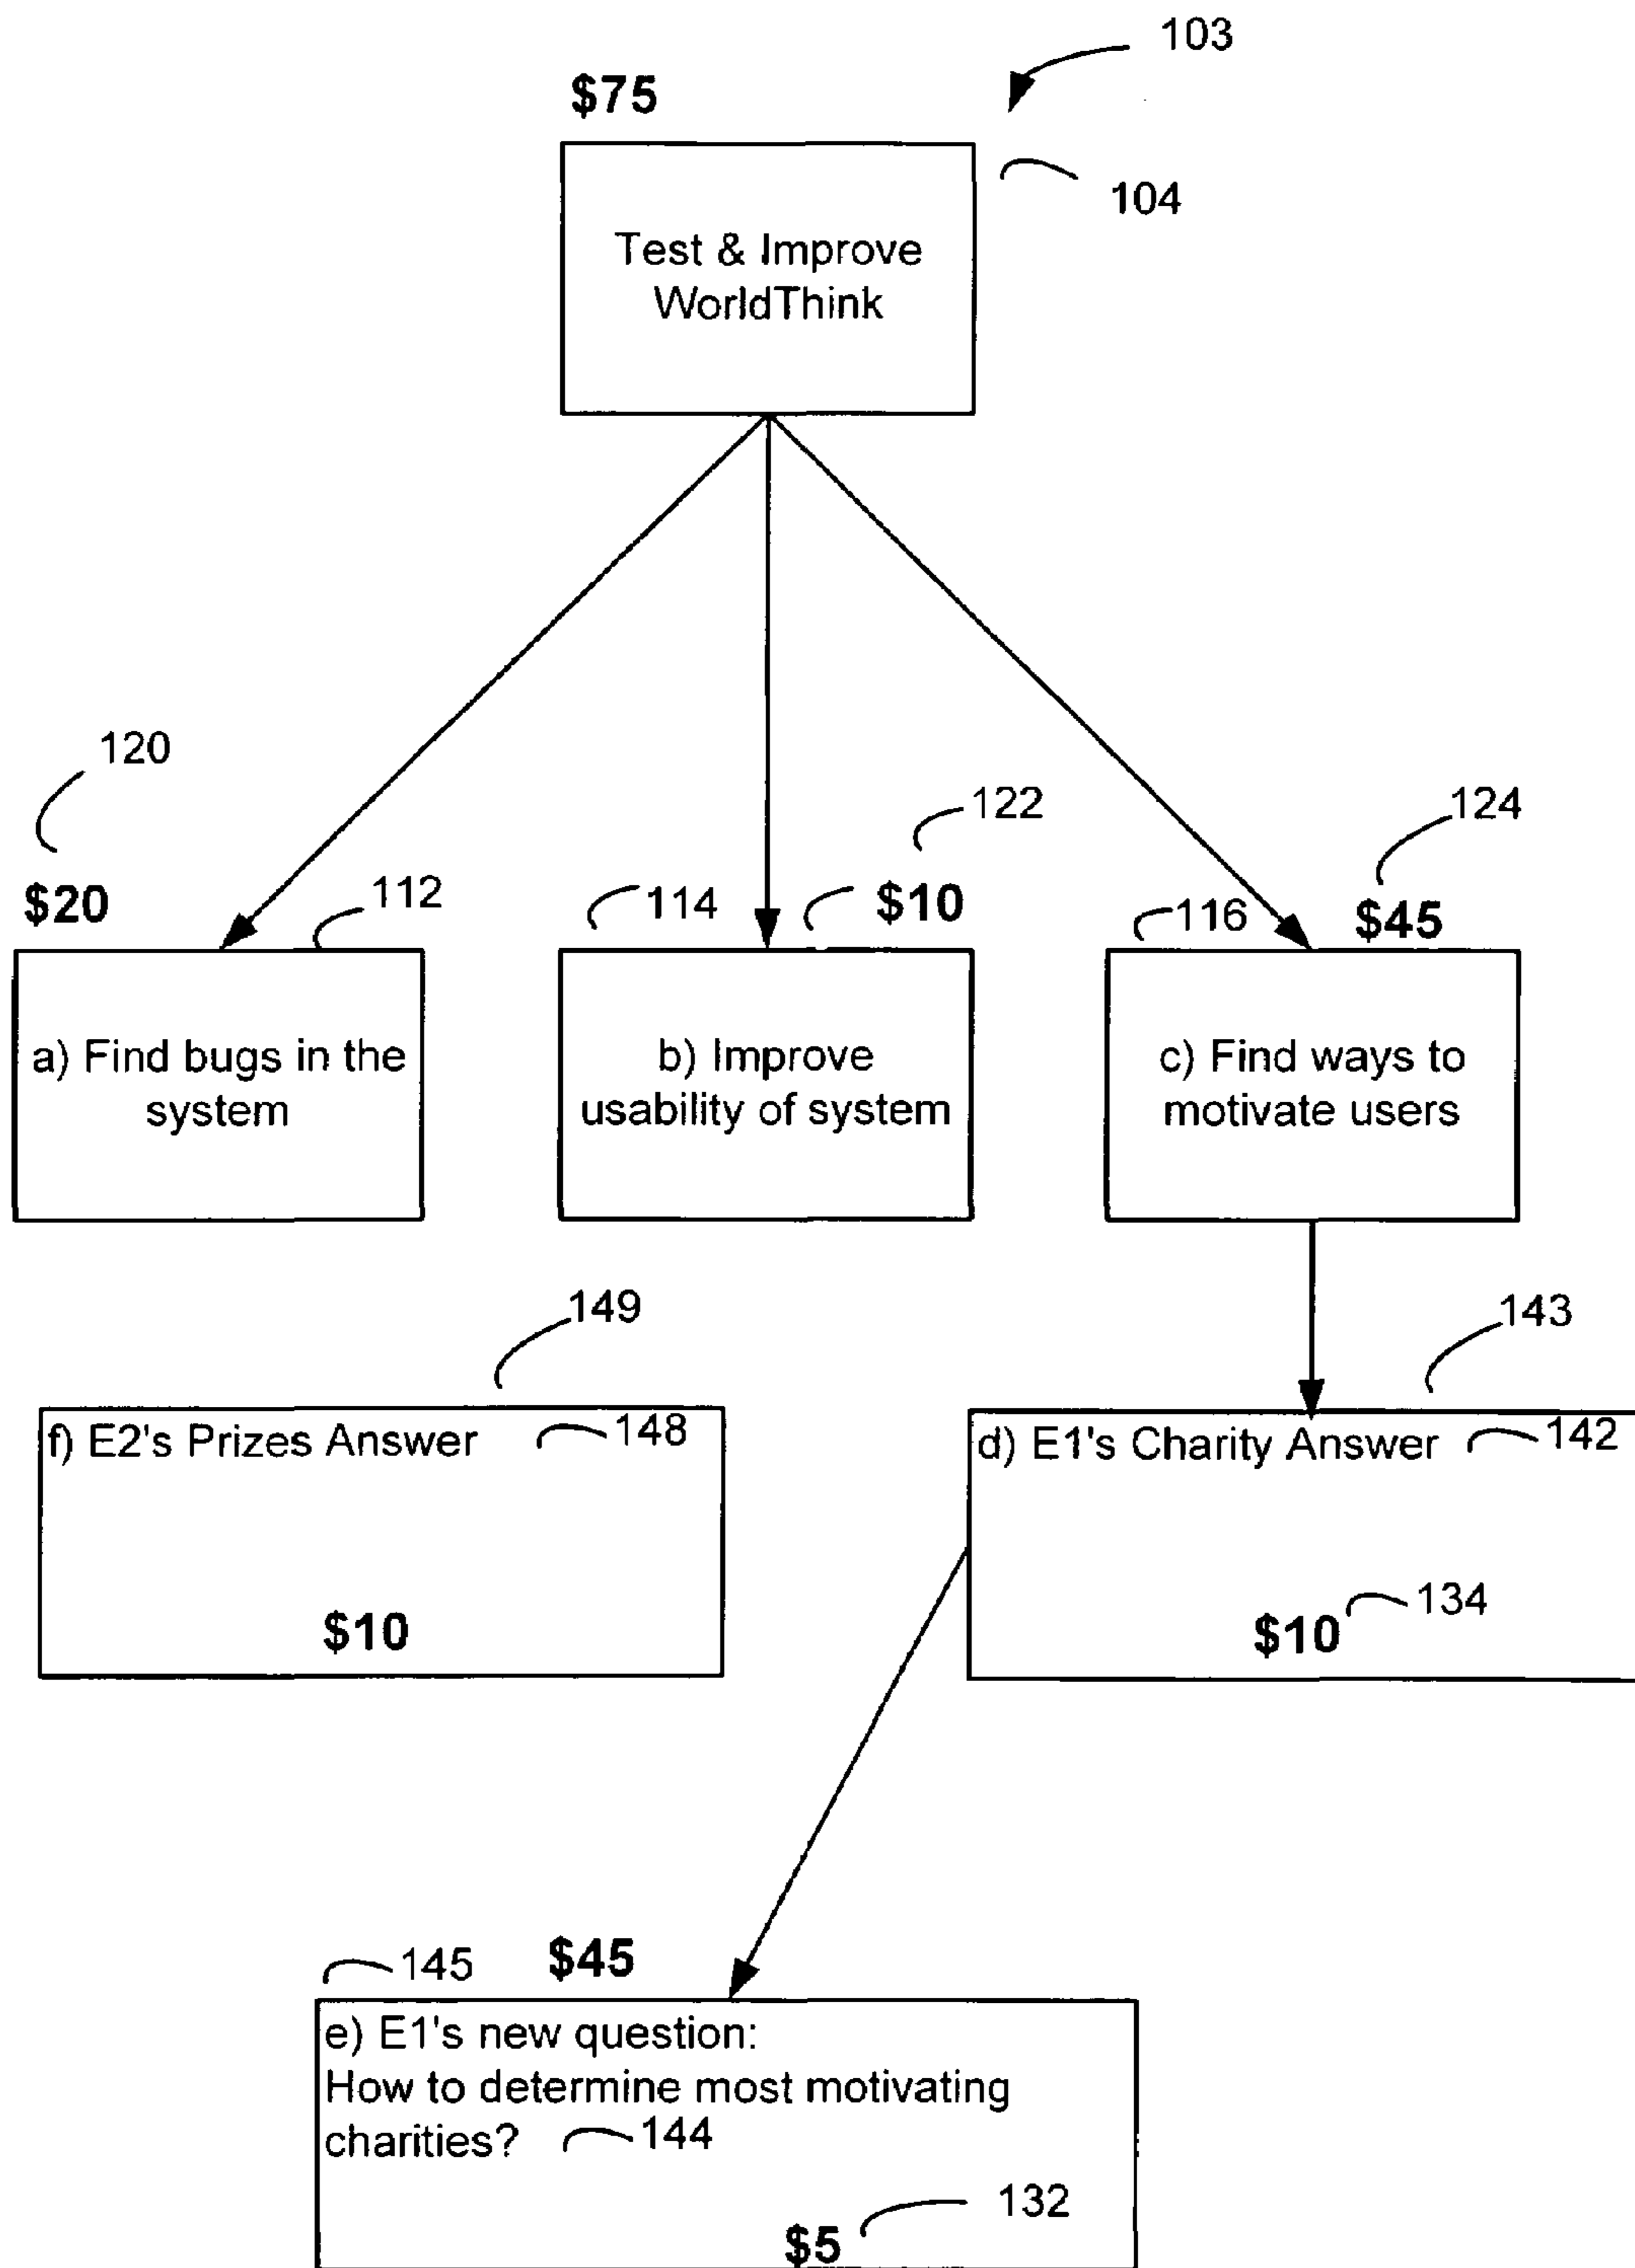 103
$75
104
Test & Improve
WorldThink
120
122
124
$20
112
114
$10
116
$45
a) Find bugs in the
system
b) Improve
usability of system
c) Find ways to
motivate users
149
143
f) E2's Prizes Answer
148
d) E1's Charity Answer
142
$10
$10
134
145
$45
e) E1's new question:
How to determine most motivating
charities?
144
132
$5